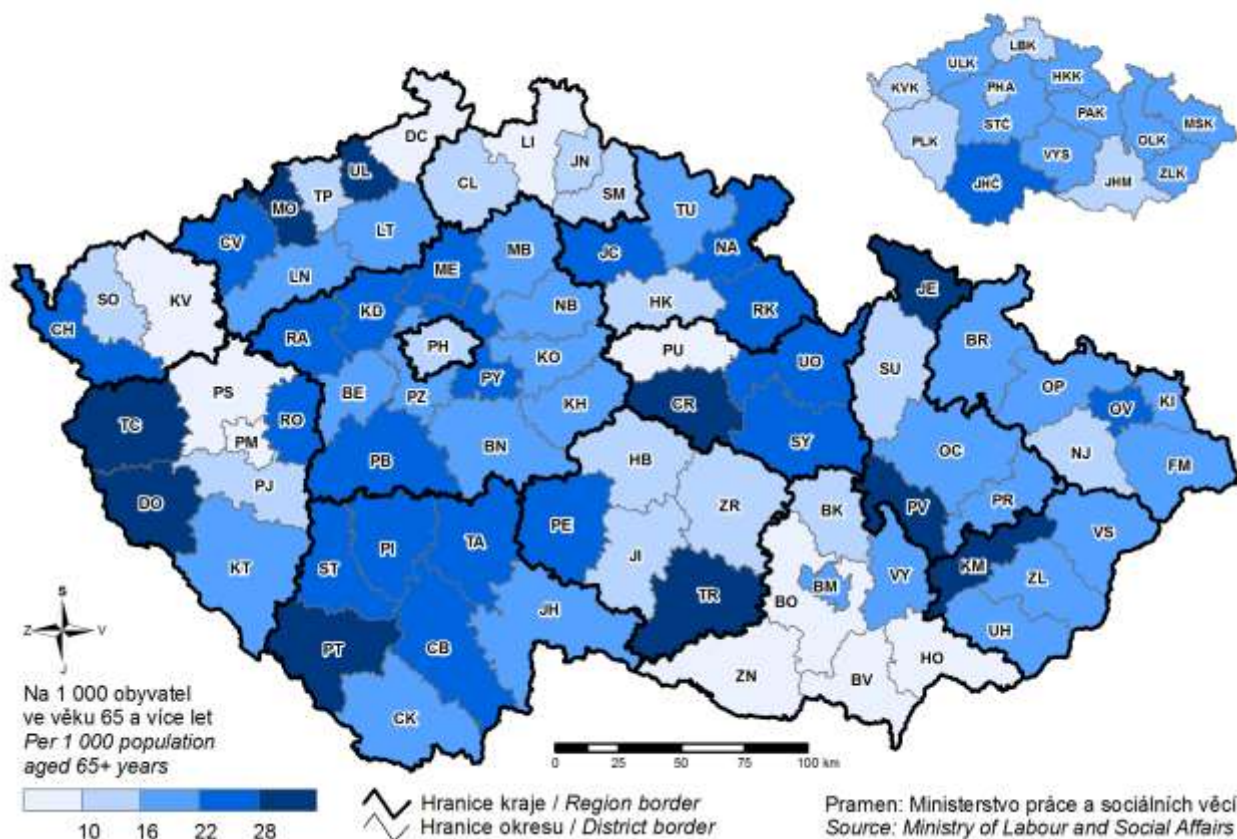 LBK
ULK
HKK
KVK
PHA
PAK
STČ
MSK
OLK
PLK
VYS
ZLK
JHČ
JHM
DC
LI
JN
UL
CL
TP
SM
MO
TU
CV
LT
MB
JC
NA
ME
JE
LN
SO
KV
NB
HK
KD
RK
CH
RA
BR
PH
PU
KO
UO
SU
PS
PY
OP
BE
PZ
CR
KI
OV
TC
RO
KH
PM
BN
SY
OC
NJ
PB
HB
FM
PJ
DO
PR
PV
ZR
BK
PE
VS
PI
TA
JI
KM
KT
ST
ZL
VY
BM
TR
BO
JH
UH
PT
CB
HO
ZN
BV
CK
S
Z V
J
Na 1 000 obyvatel
ve věku 65 a více let
Per 1 000 population
aged 65+ years
10 16 22 28
0 25 50 75 100 km
Hranice kraje / Region border
Hranice okresu / District border
Pramen: Ministerstvo práce a sociálních věcí
Source: Ministry of Labour and Social Affairs